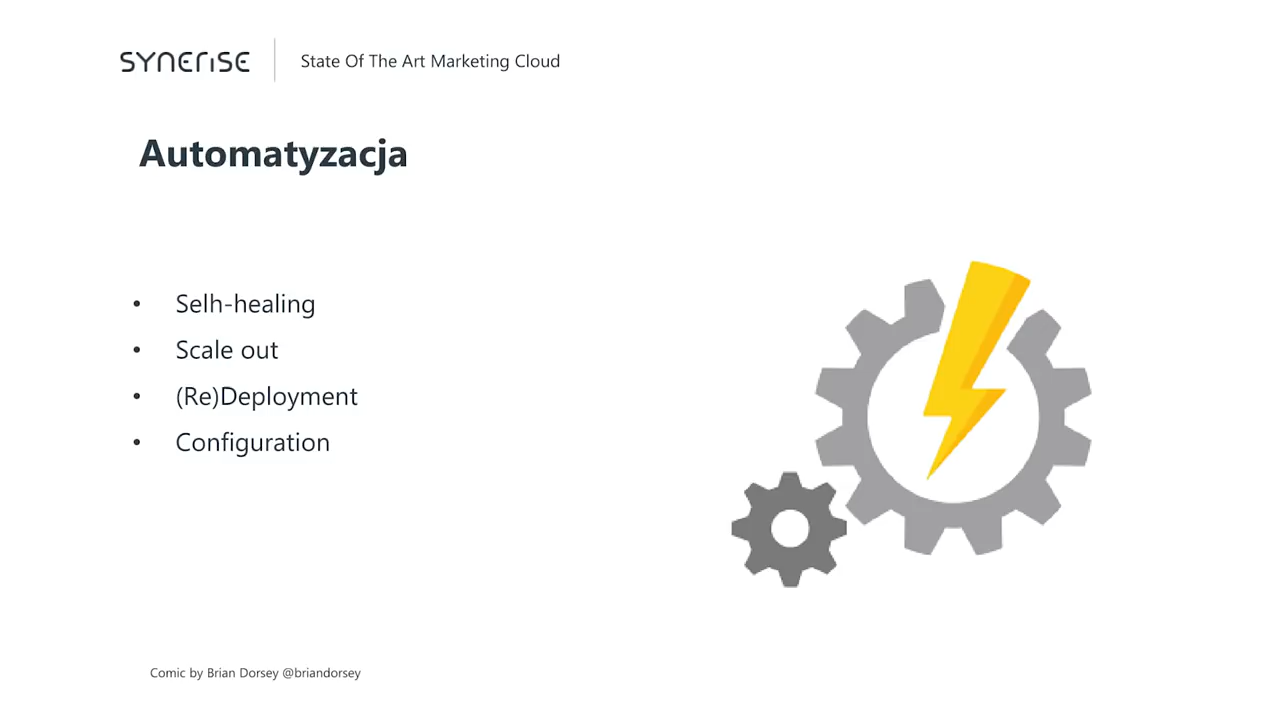 SYNERISE
State Of The Art Marketing Cloud
Automatyzacja
• Selh-healing
• Scale out
• (Re)Deployment
• Configuration
Comic by Brian Dorsey @briandorsey